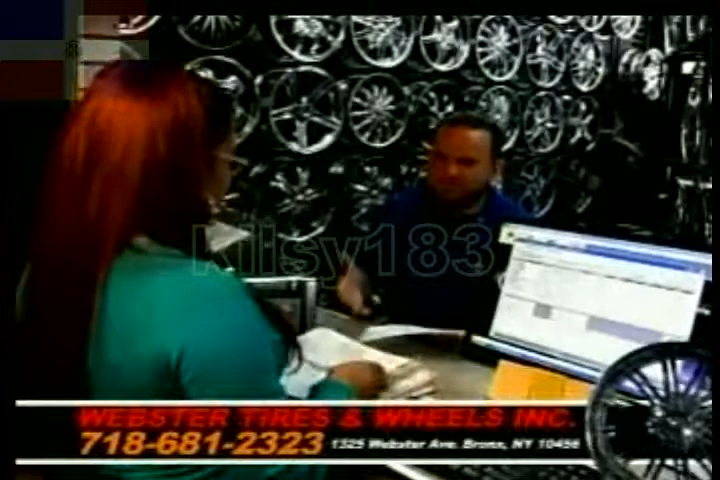 Kilsy183
WEBSTER TIRES & WHEELS INC.
718-681-2323 1325 Webster Ave. Bronx, NY 10456